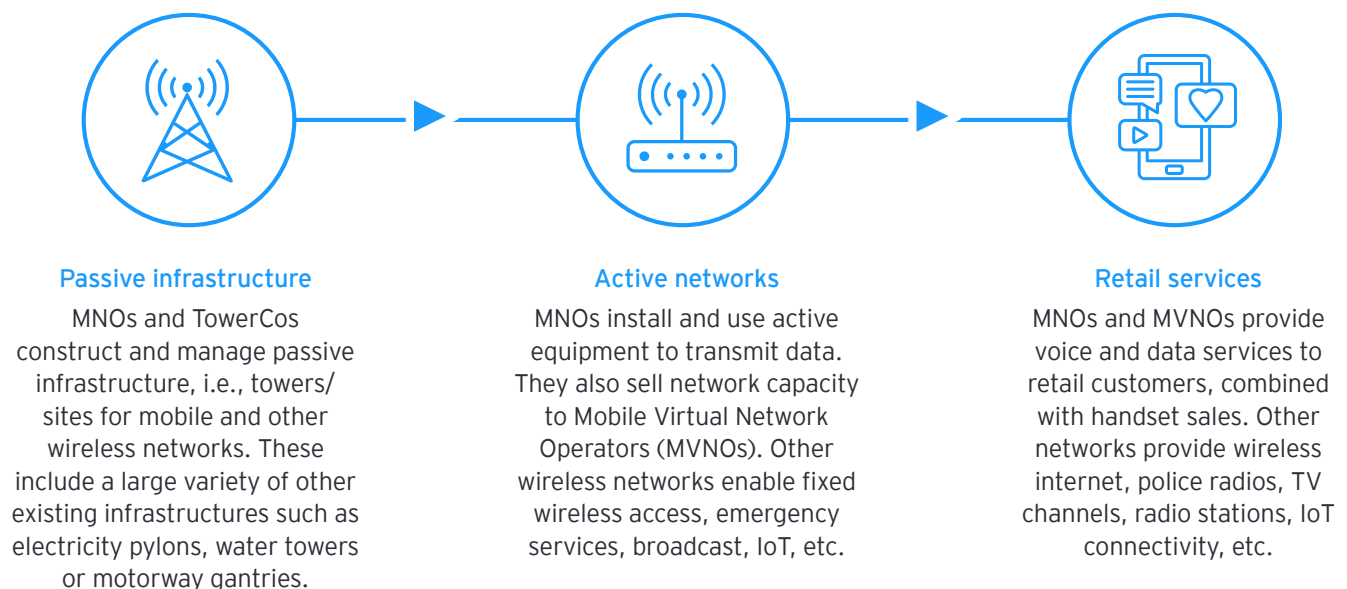 Passive infrastructure
MNOs and TowerCos
construct and manage passive
infrastructure, i.e., towers/
sites for mobile and other
wireless networks. These
include a large variety of other
existing infrastructures such as
electricity pylons, water towers
or motorway gantries.
Active networks
MNOs install and use active
equipment to transmit data.
They also sell network capacity
to Mobile Virtual Network
Operators (MVNOs). Other
wireless networks enable fixed
wireless access, emergency
services, broadcast, IoT, etc.
Retail services
MNOs and MVNOs provide
voice and data services to
retail customers, combined
with handset sales. Other
networks provide wireless
internet, police radios, TV
channels, radio stations, IoT
connectivity, etc.